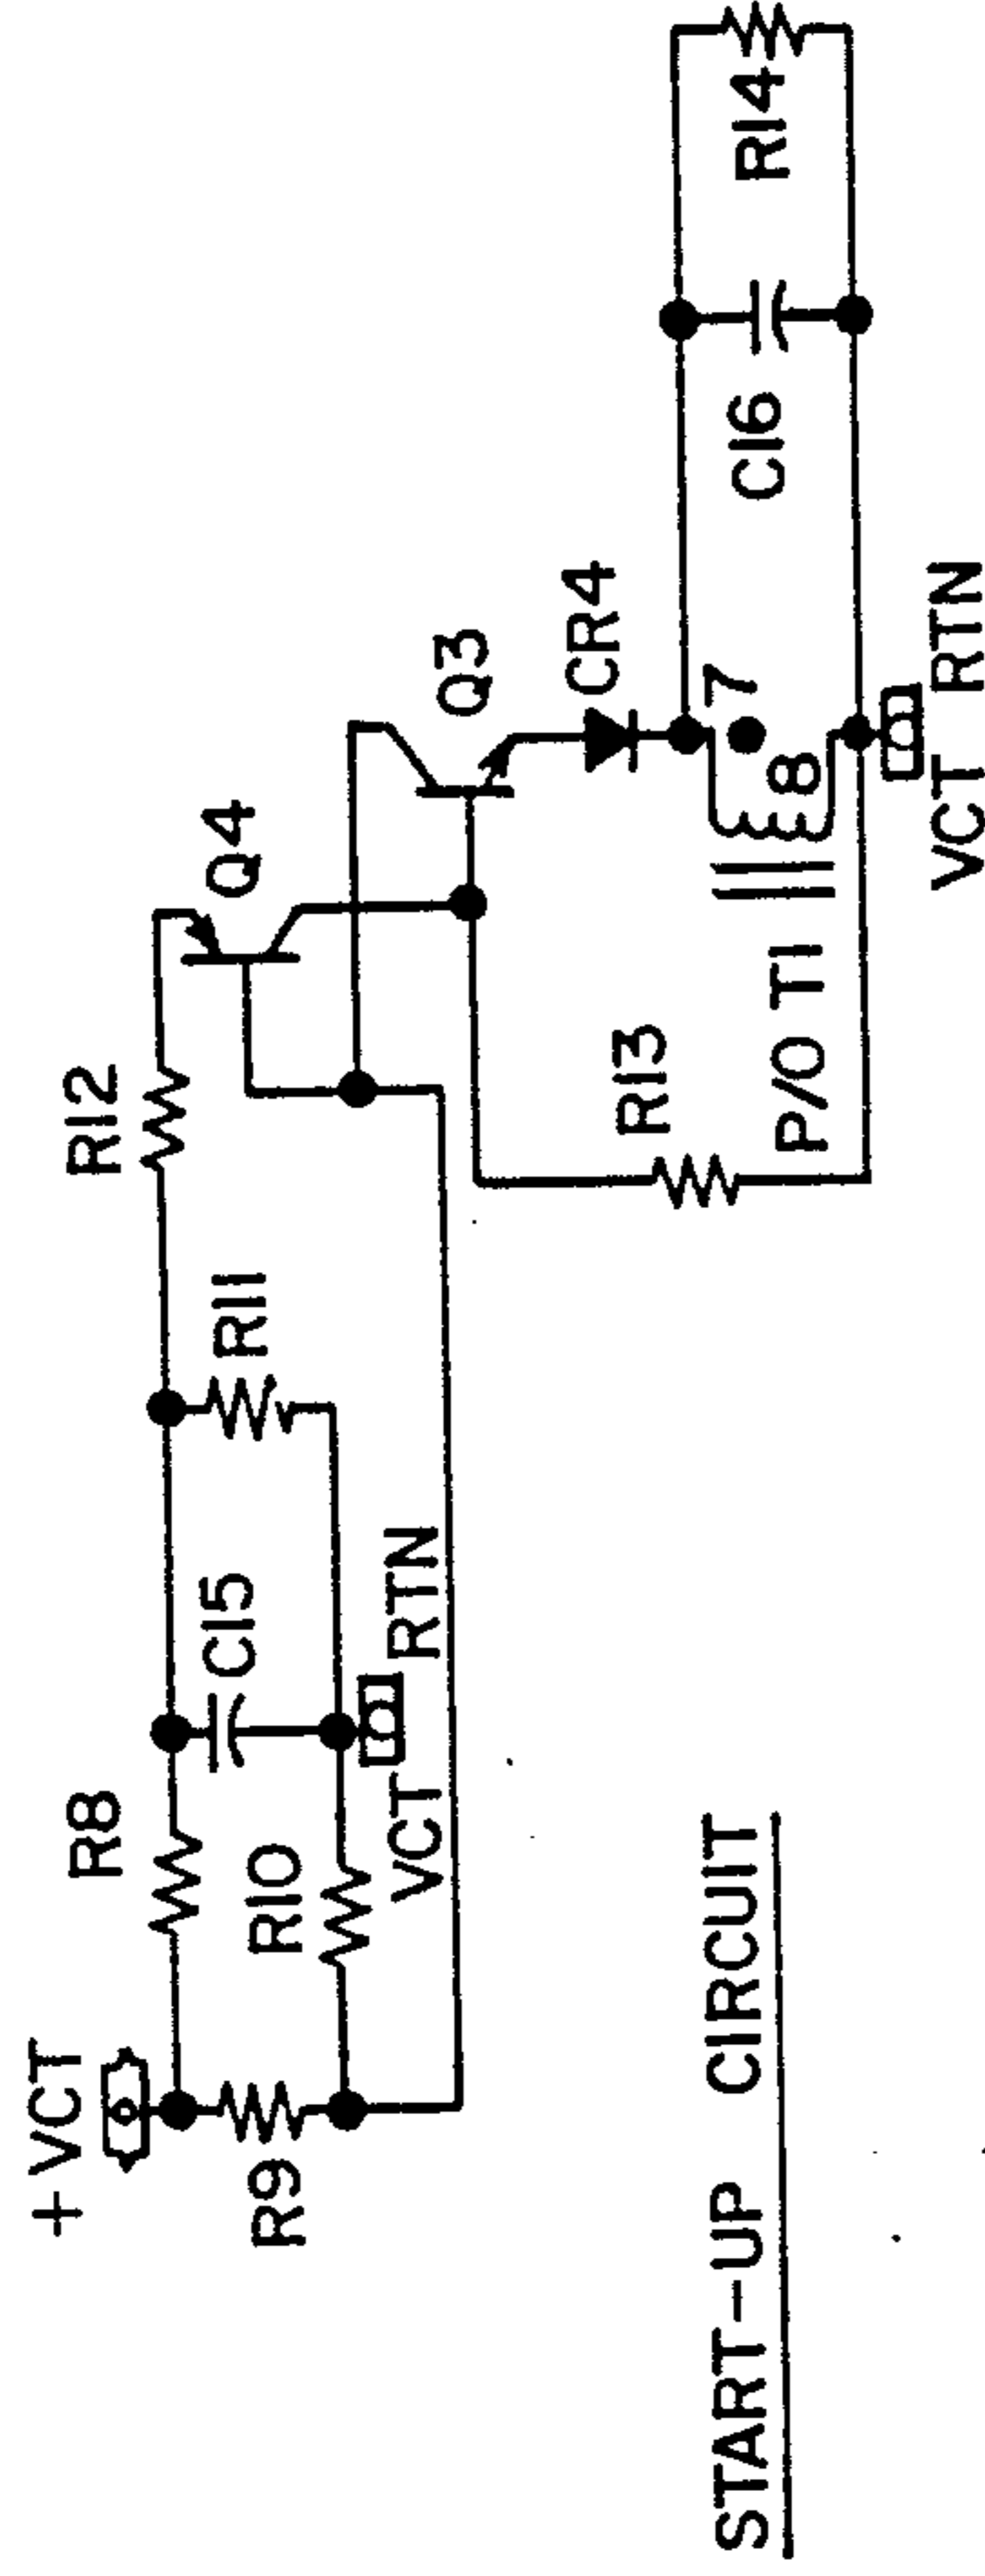 + VCT
R8
R12
Q4
R9
R10
C15
R11
VCT RTN
Q3
R13
CR4
START-UP CIRCUIT
P/O T1
8
7
C16
R14
VCT RTN